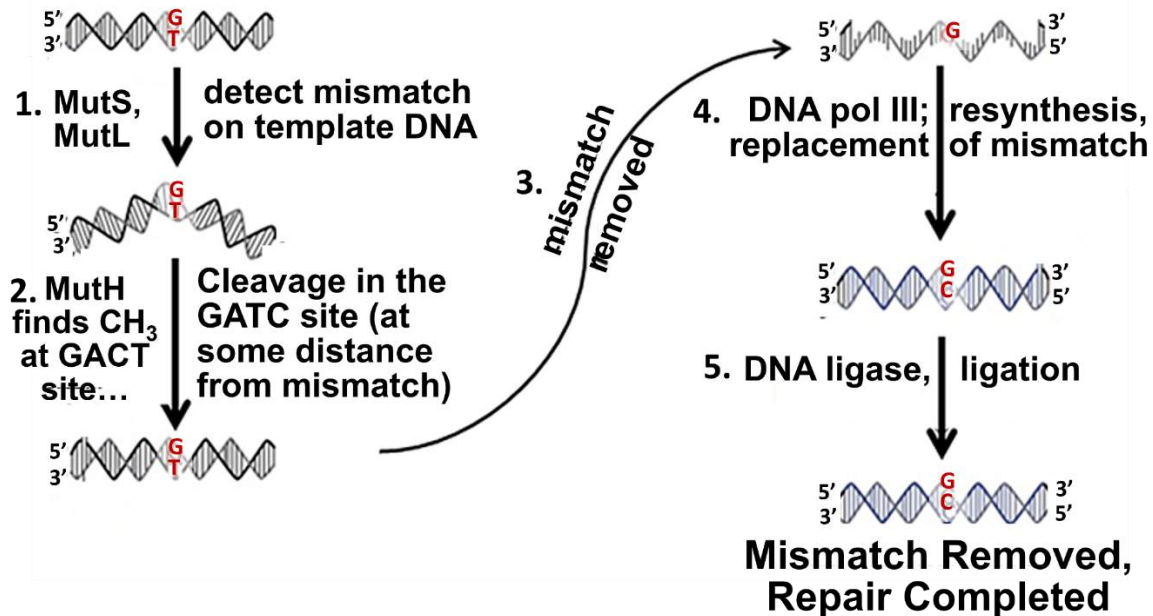 5’
3’
G
T
1. MutS,
MutL
detect mismatch
on template DNA
5’
3’
G
T
2. MutH
finds CH₃
at GACT
site...
Cleavage in the
GATC site (at
some distance
from mismatch)
5’
3’
G
T
3. mismatch
removed
5’
3’
G
3’
5’
4. DNA pol III;
replacement
resynthesis,
of mismatch
5’
3’
G
C
3’
5’
5. DNA ligase,
ligation
5’
3’
G
C
3’
5’
Mismatch Removed,
Repair Completed